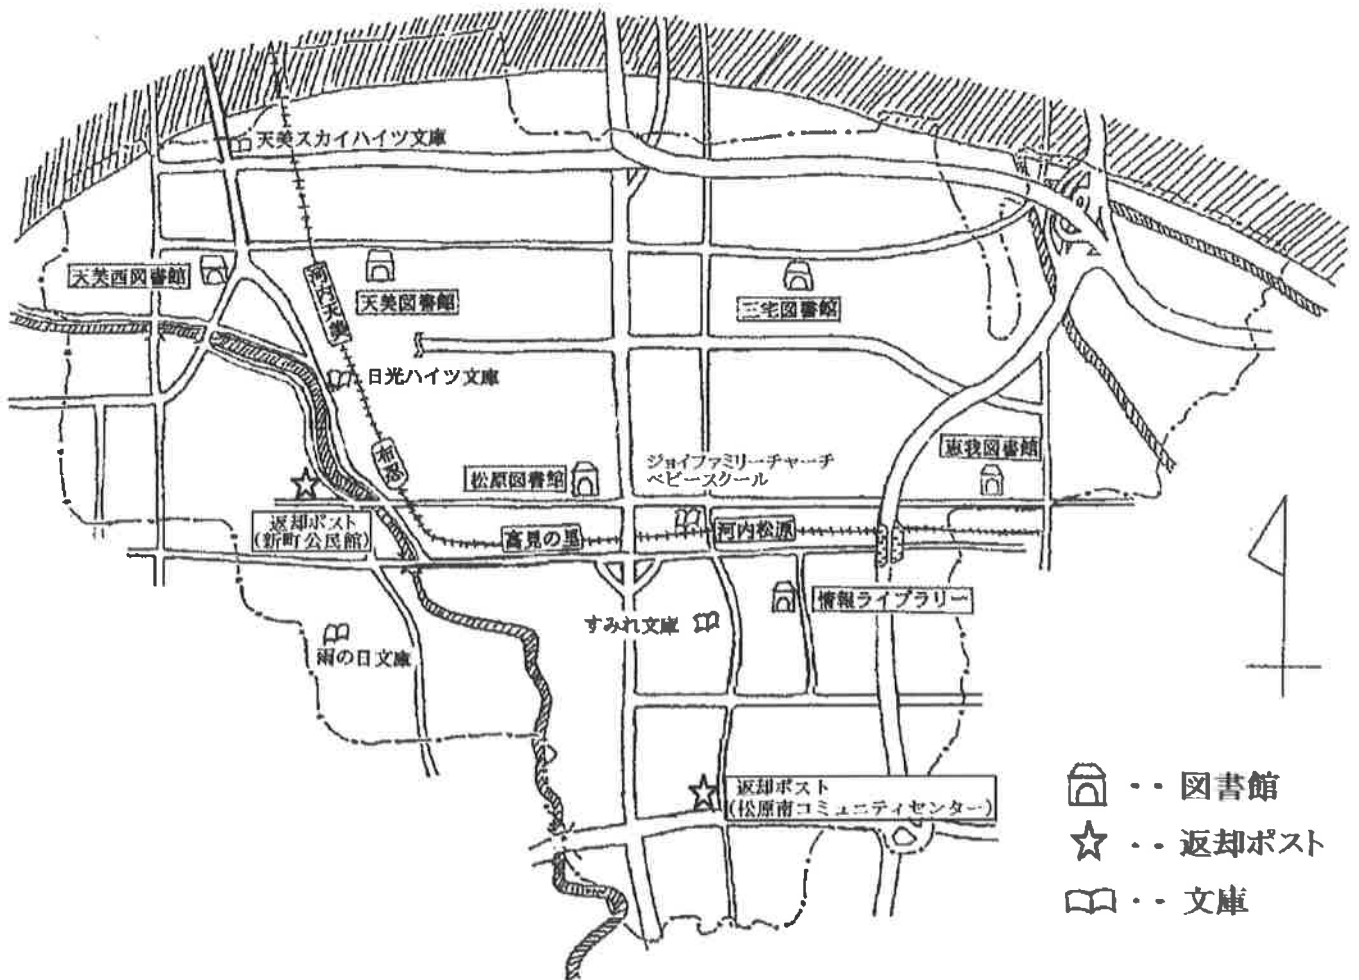 天美スカイハイツ文庫
天美西図書館
河内天美
天美図書館
三宅図書館
日光ハイツ文庫
布忍
松原図書館
ジョイファミリーチャーチ
ベビースクール
恵我図書館
返却ポスト
(新町公民館)
高見の里
河内松原
情報ライブラリー
すみれ文庫
雨の日文庫
返却ポスト
(松原南コミュニティセンター)
・・図書館
・・返却ポスト
・・文庫